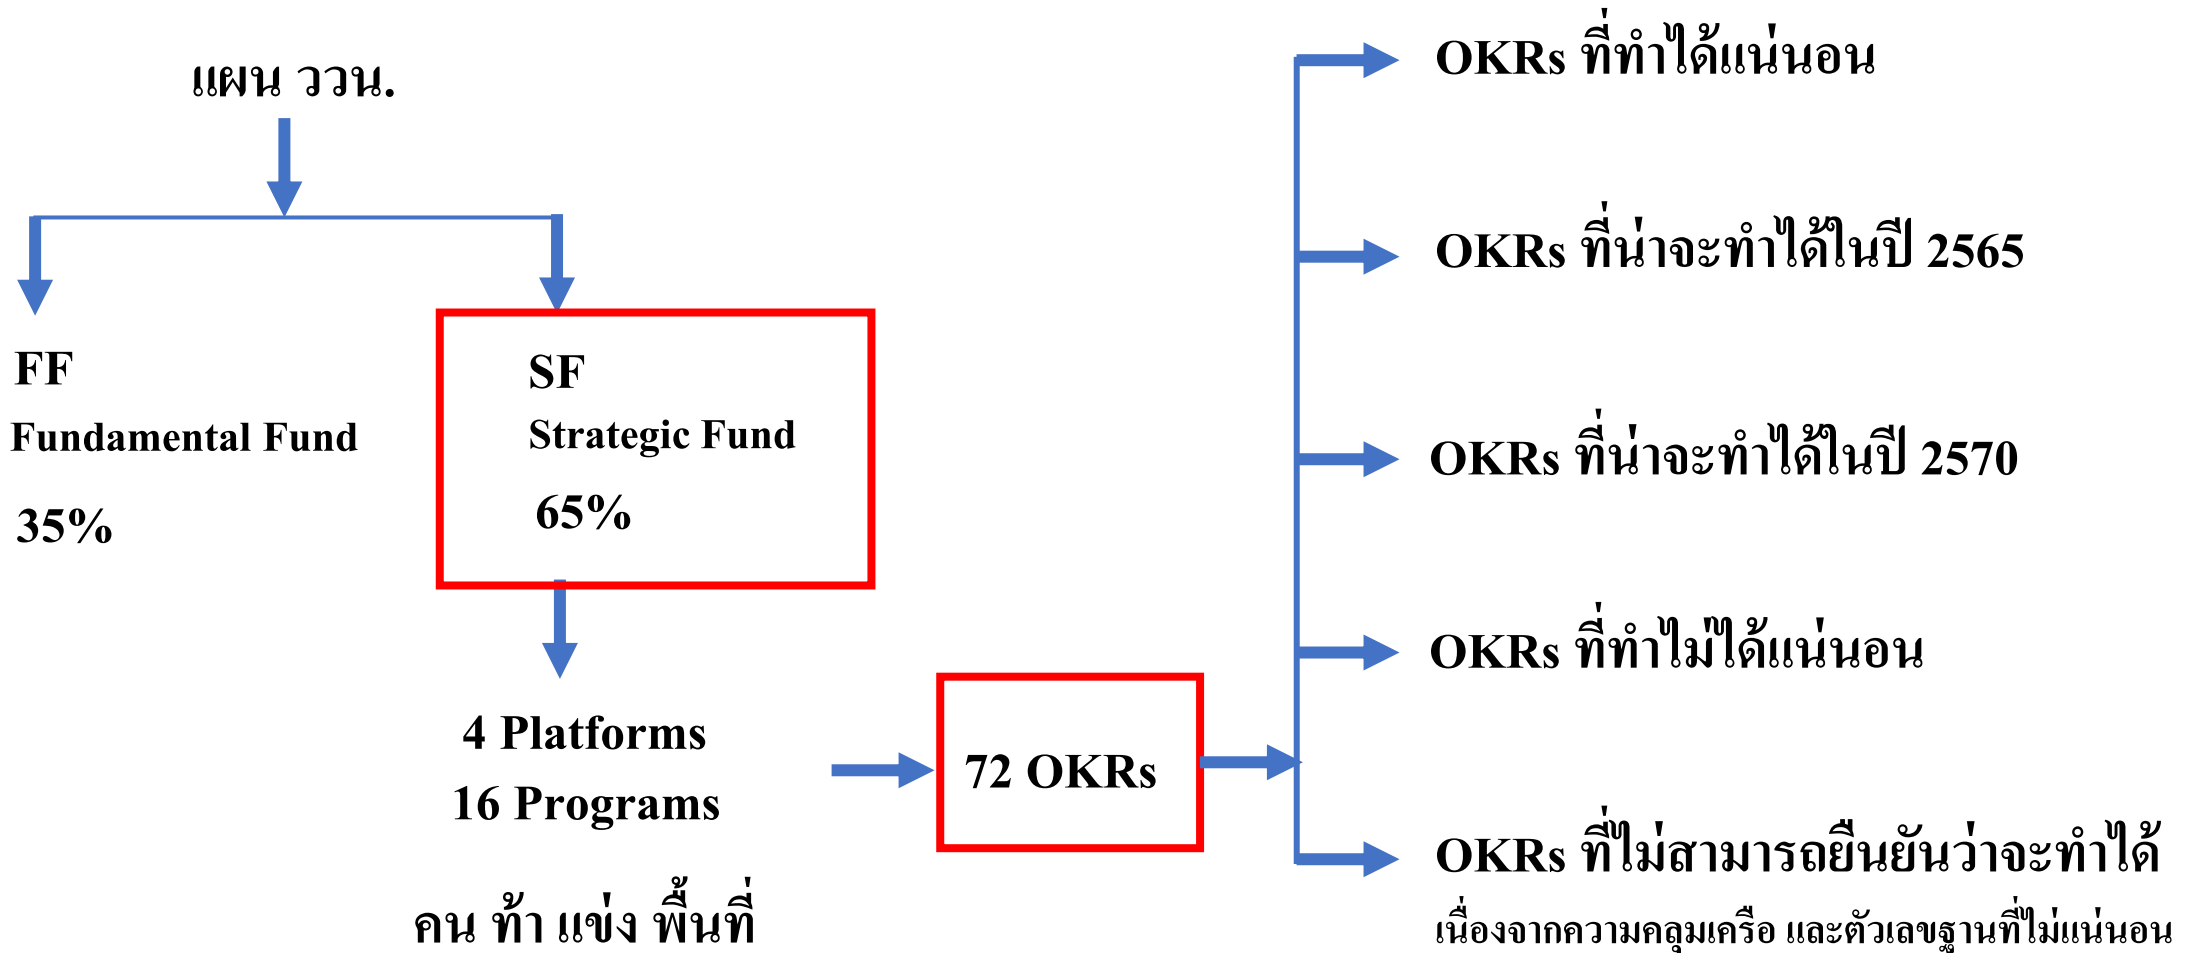 แผน ววน.
FF
Fundamental Fund
35%
SF
Strategic Fund
65%
4 Platforms
16 Programs
คน ท้า แข่ง พื้นที่
72 OKRs
OKRs ที่ทำได้แน่นอน
OKRs ที่น่าจะทำได้ในปี 2565
OKRs ที่น่าจะทำได้ในปี 2570
OKRs ที่ทำไม่ได้แน่นอน
OKRs ที่ไม่สามารถยืนยันว่าจะทำได้
เนื่องจากความคลุมเครือ และตัวเลขฐานที่ไม่แน่นอน